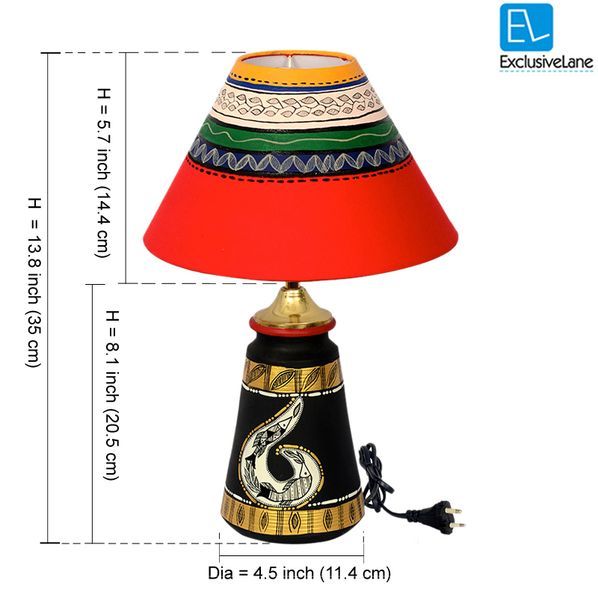 EL
ExclusiveLane
H = 5.7 inch (14.4 cm)
H = 13.8 inch (35 cm)
H = 8.1 inch (20.5 cm)
Dia = 4.5 inch (11.4 cm)